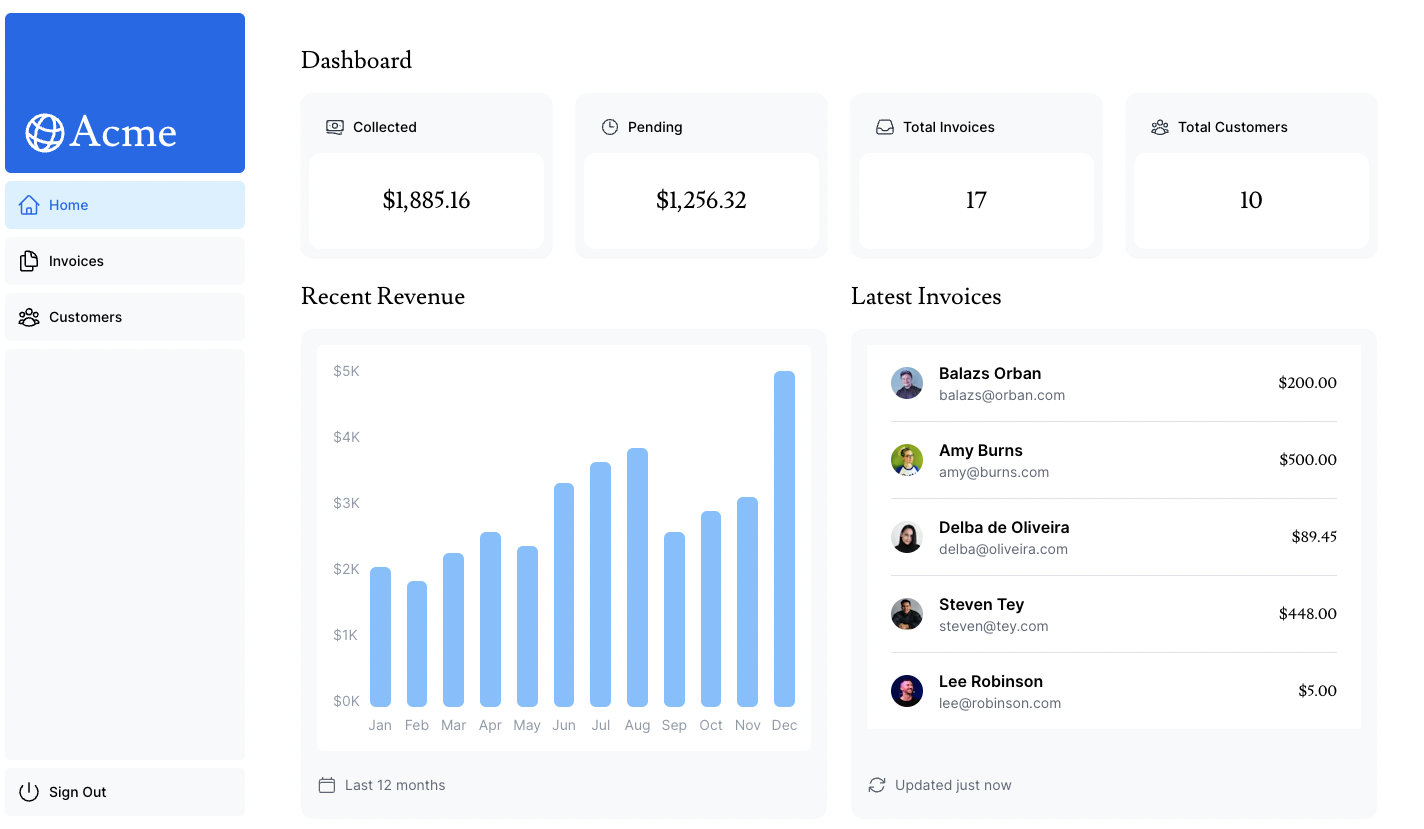 Acme
Home
Invoices
Customers
Sign Out
Dashboard
Collected
$1,885.16
Pending
$1,256.32
Total Invoices
17
Total Customers
10
Recent Revenue
$5K
$4K
$3K
$2K
$1K
$0K
Jan Feb Mar Apr May Jun Jul Aug Sep Oct Nov Dec
Last 12 months
Latest Invoices
Balazs Orban
balazs@orban.com
$200.00
Amy Burns
amy@burns.com
$500.00
Delba de Oliveira
delba@oliveira.com
$89.45
Steven Tey
steven@tey.com
$448.00
Lee Robinson
lee@robinson.com
$5.00
Updated just now